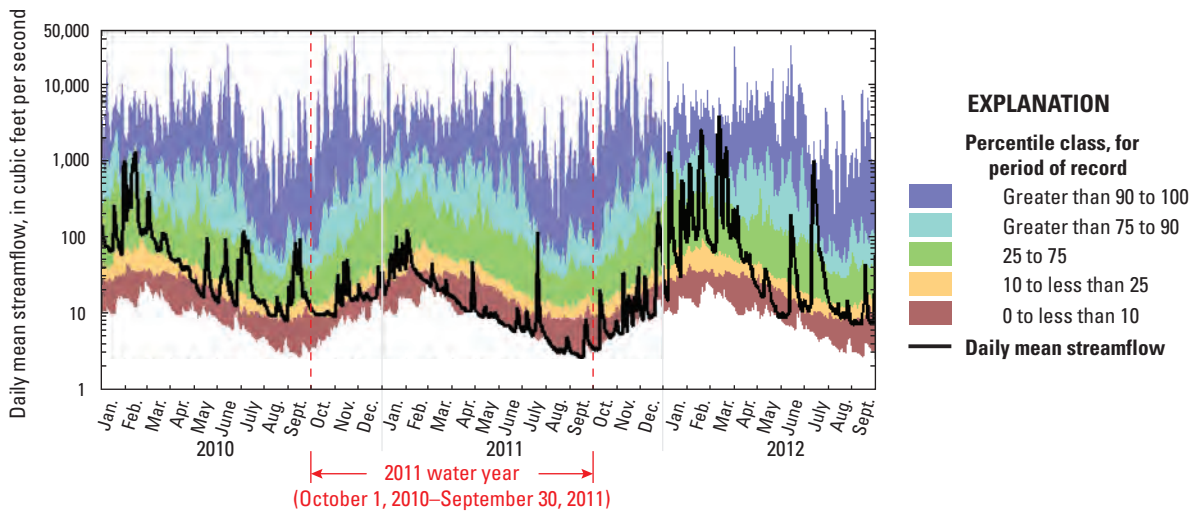 Daily mean streamflow, in cubic feet per second
50,000
10,000
1,000
100
10
1
Jan. Feb. Mar. Apr. May June July Aug. Sept. Oct. Nov. Dec. Jan. Feb. Mar. Apr. May June July Aug. Sept. Oct. Nov. Dec. Jan. Feb. Mar. Apr. May June July Aug. Sept.
2010 2011 2012
2011 water year
(October 1, 2010–September 30, 2011)
EXPLANATION
Percentile class, for
period of record
Greater than 90 to 100
Greater than 75 to 90
25 to 75
10 to less than 25
0 to less than 10
Daily mean streamflow